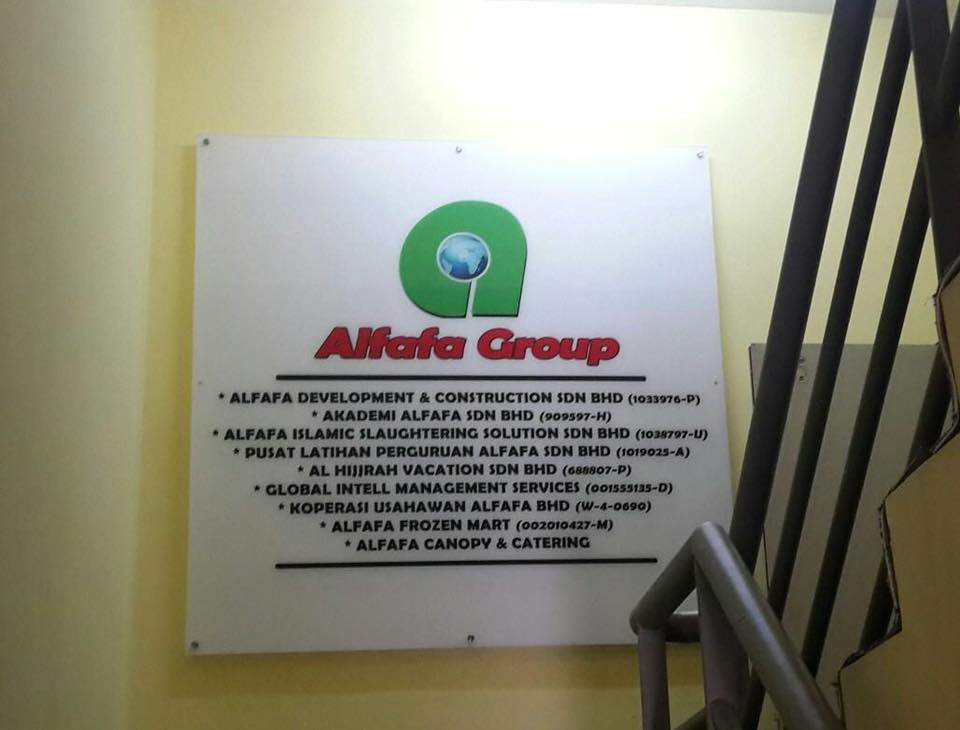 Alfafa Group
* ALFAFA DEVELOPMENT & CONSTRUCTION SDN BHD (1033976-P)
* AKADEMI ALFAFA SDN BHD (909597-H)
* ALFAFA ISLAMIC SLAUGHTERING SOLUTION SDN BHD (1038797-U)
* PUSAT LATIHAN PERGURUAN ALFAFA SDN BHD (1019025-A)
* AL HIJJRAH VACATION SDN BHD (688807-P)
* GLOBAL INTELL MANAGEMENT SERVICES (001555135-D)
* KOPERASI USAHAWAN ALFAFA BHD (W-4-0690)
* ALFAFA FROZEN MART (002010427-M)
* ALFAFA CANOPY & CATERING